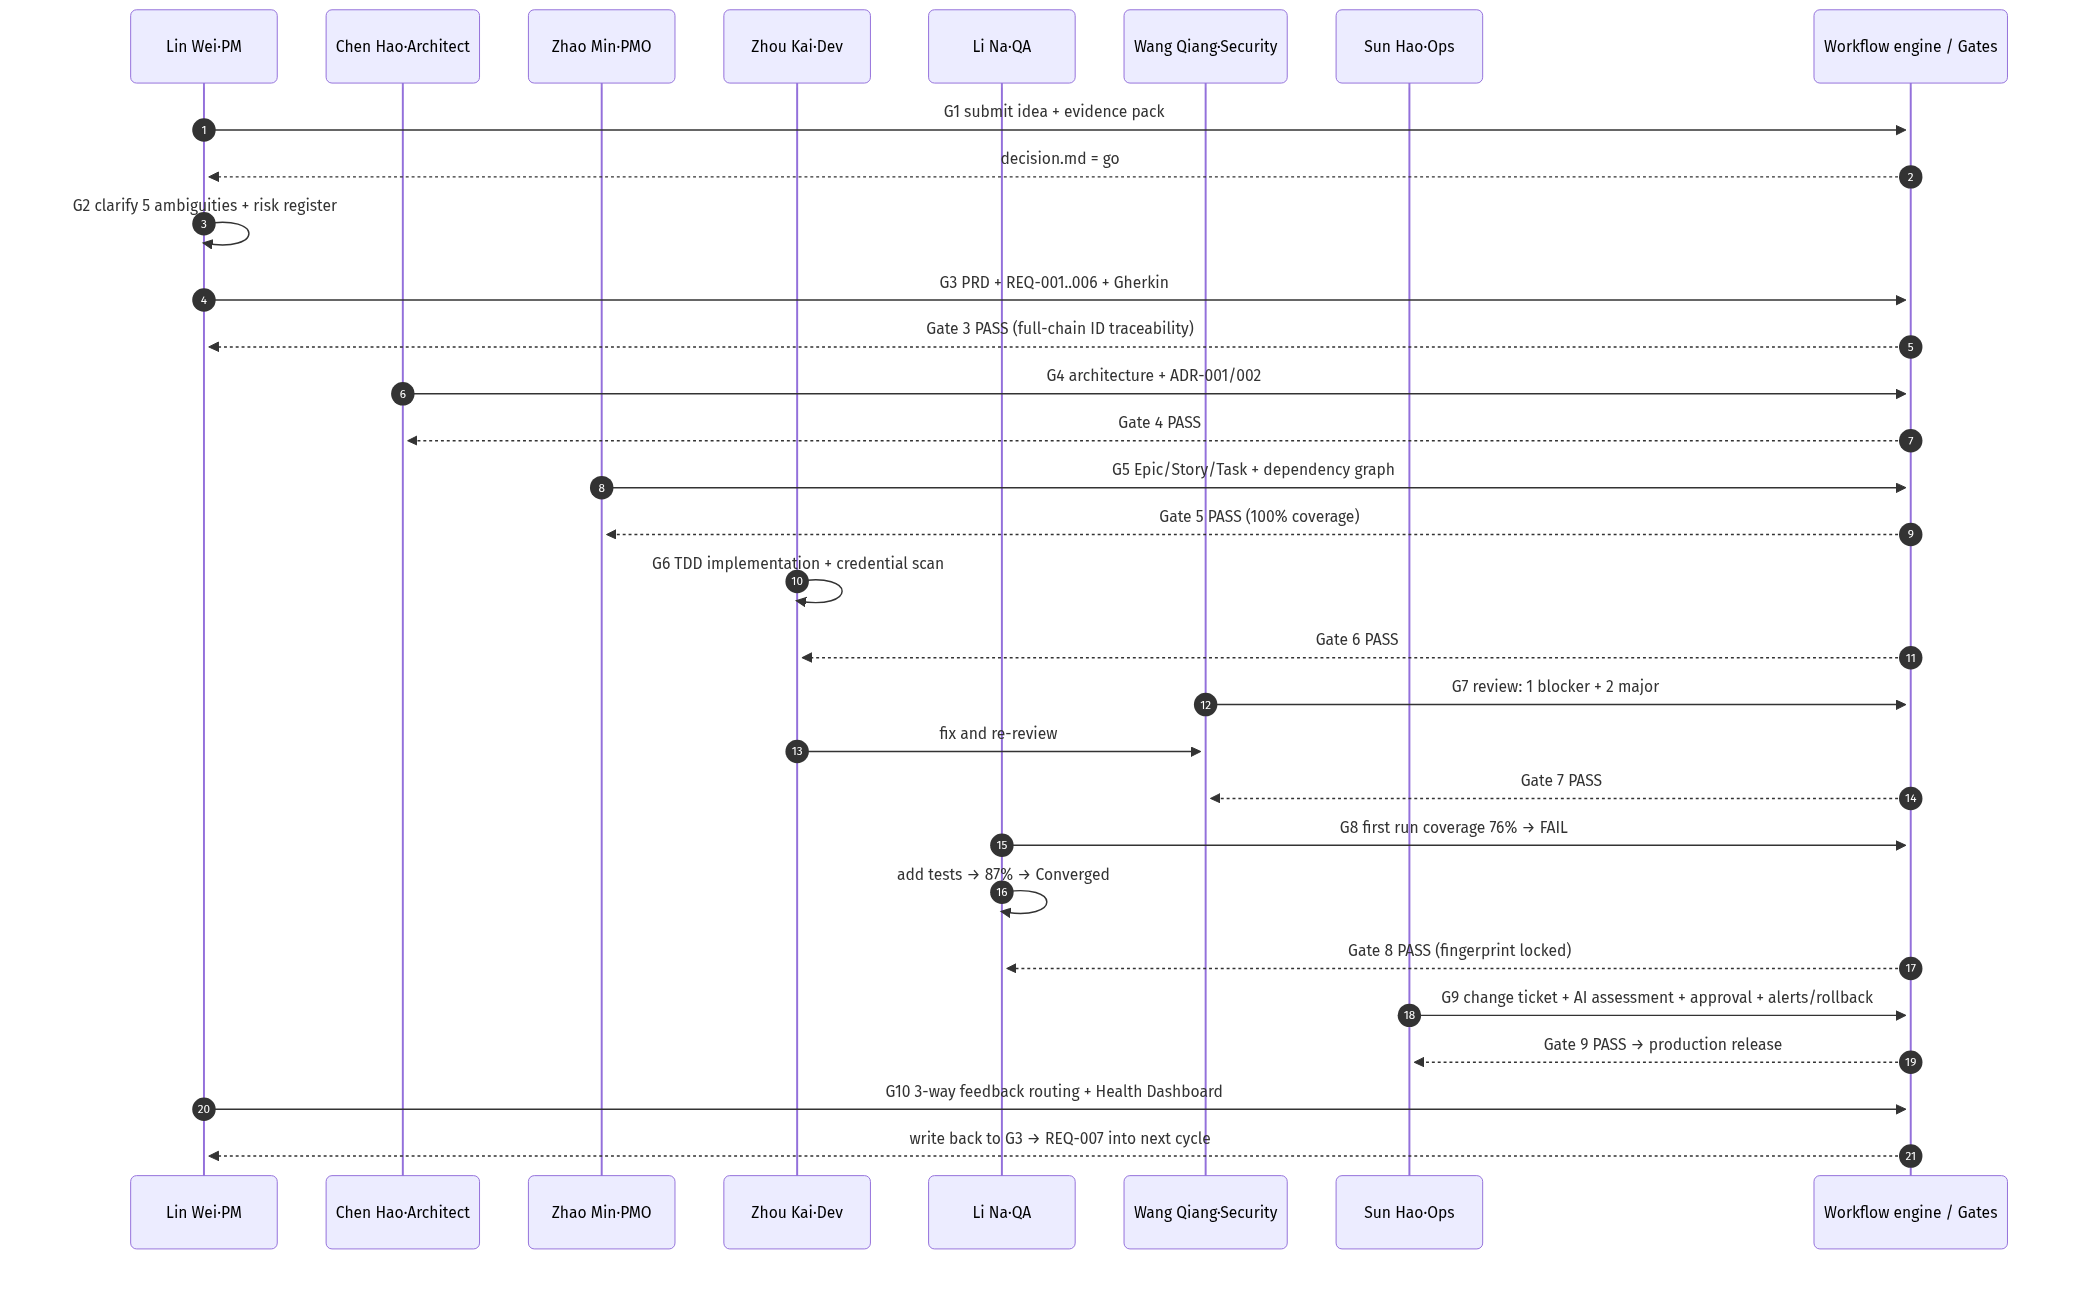 Lin Wei·PM
Chen Hao·Architect
Zhao Min·PMO
Zhou Kai·Dev
Li Na·QA
Wang Qiang·Security
Sun Hao·Ops
Workflow engine / Gates
G1 submit idea + evidence pack
1
decision.md = go
2
G2 clarify 5 ambiguities + risk register
3
G3 PRD + REQ-001..006 + Gherkin
4
Gate 3 PASS (full-chain ID traceability)
5
G4 architecture + ADR-001/002
6
Gate 4 PASS
7
G5 Epic/Story/Task + dependency graph
8
Gate 5 PASS (100% coverage)
9
G6 TDD implementation + credential scan
10
Gate 6 PASS
11
G7 review: 1 blocker + 2 major
12
fix and re-review
13
Gate 7 PASS
14
G8 first run coverage 76% → FAIL
15
add tests → 87% → Converged
16
Gate 8 PASS (fingerprint locked)
17
G9 change ticket + AI assessment + approval + alerts/rollback
18
Gate 9 PASS → production release
19
G10 3-way feedback routing + Health Dashboard
20
write back to G3 → REQ-007 into next cycle
21
Lin Wei·PM
Chen Hao·Architect
Zhao Min·PMO
Zhou Kai·Dev
Li Na·QA
Wang Qiang·Security
Sun Hao·Ops
Workflow engine / Gates